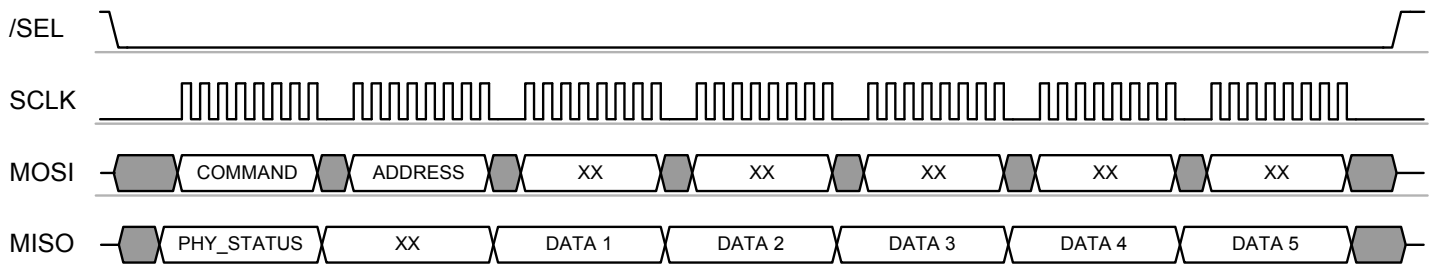 /SEL
SCLK
MOSI COMMAND ADDRESS XX XX XX XX XX
MISO PHY_STATUS XX DATA 1 DATA 2 DATA 3 DATA 4 DATA 5